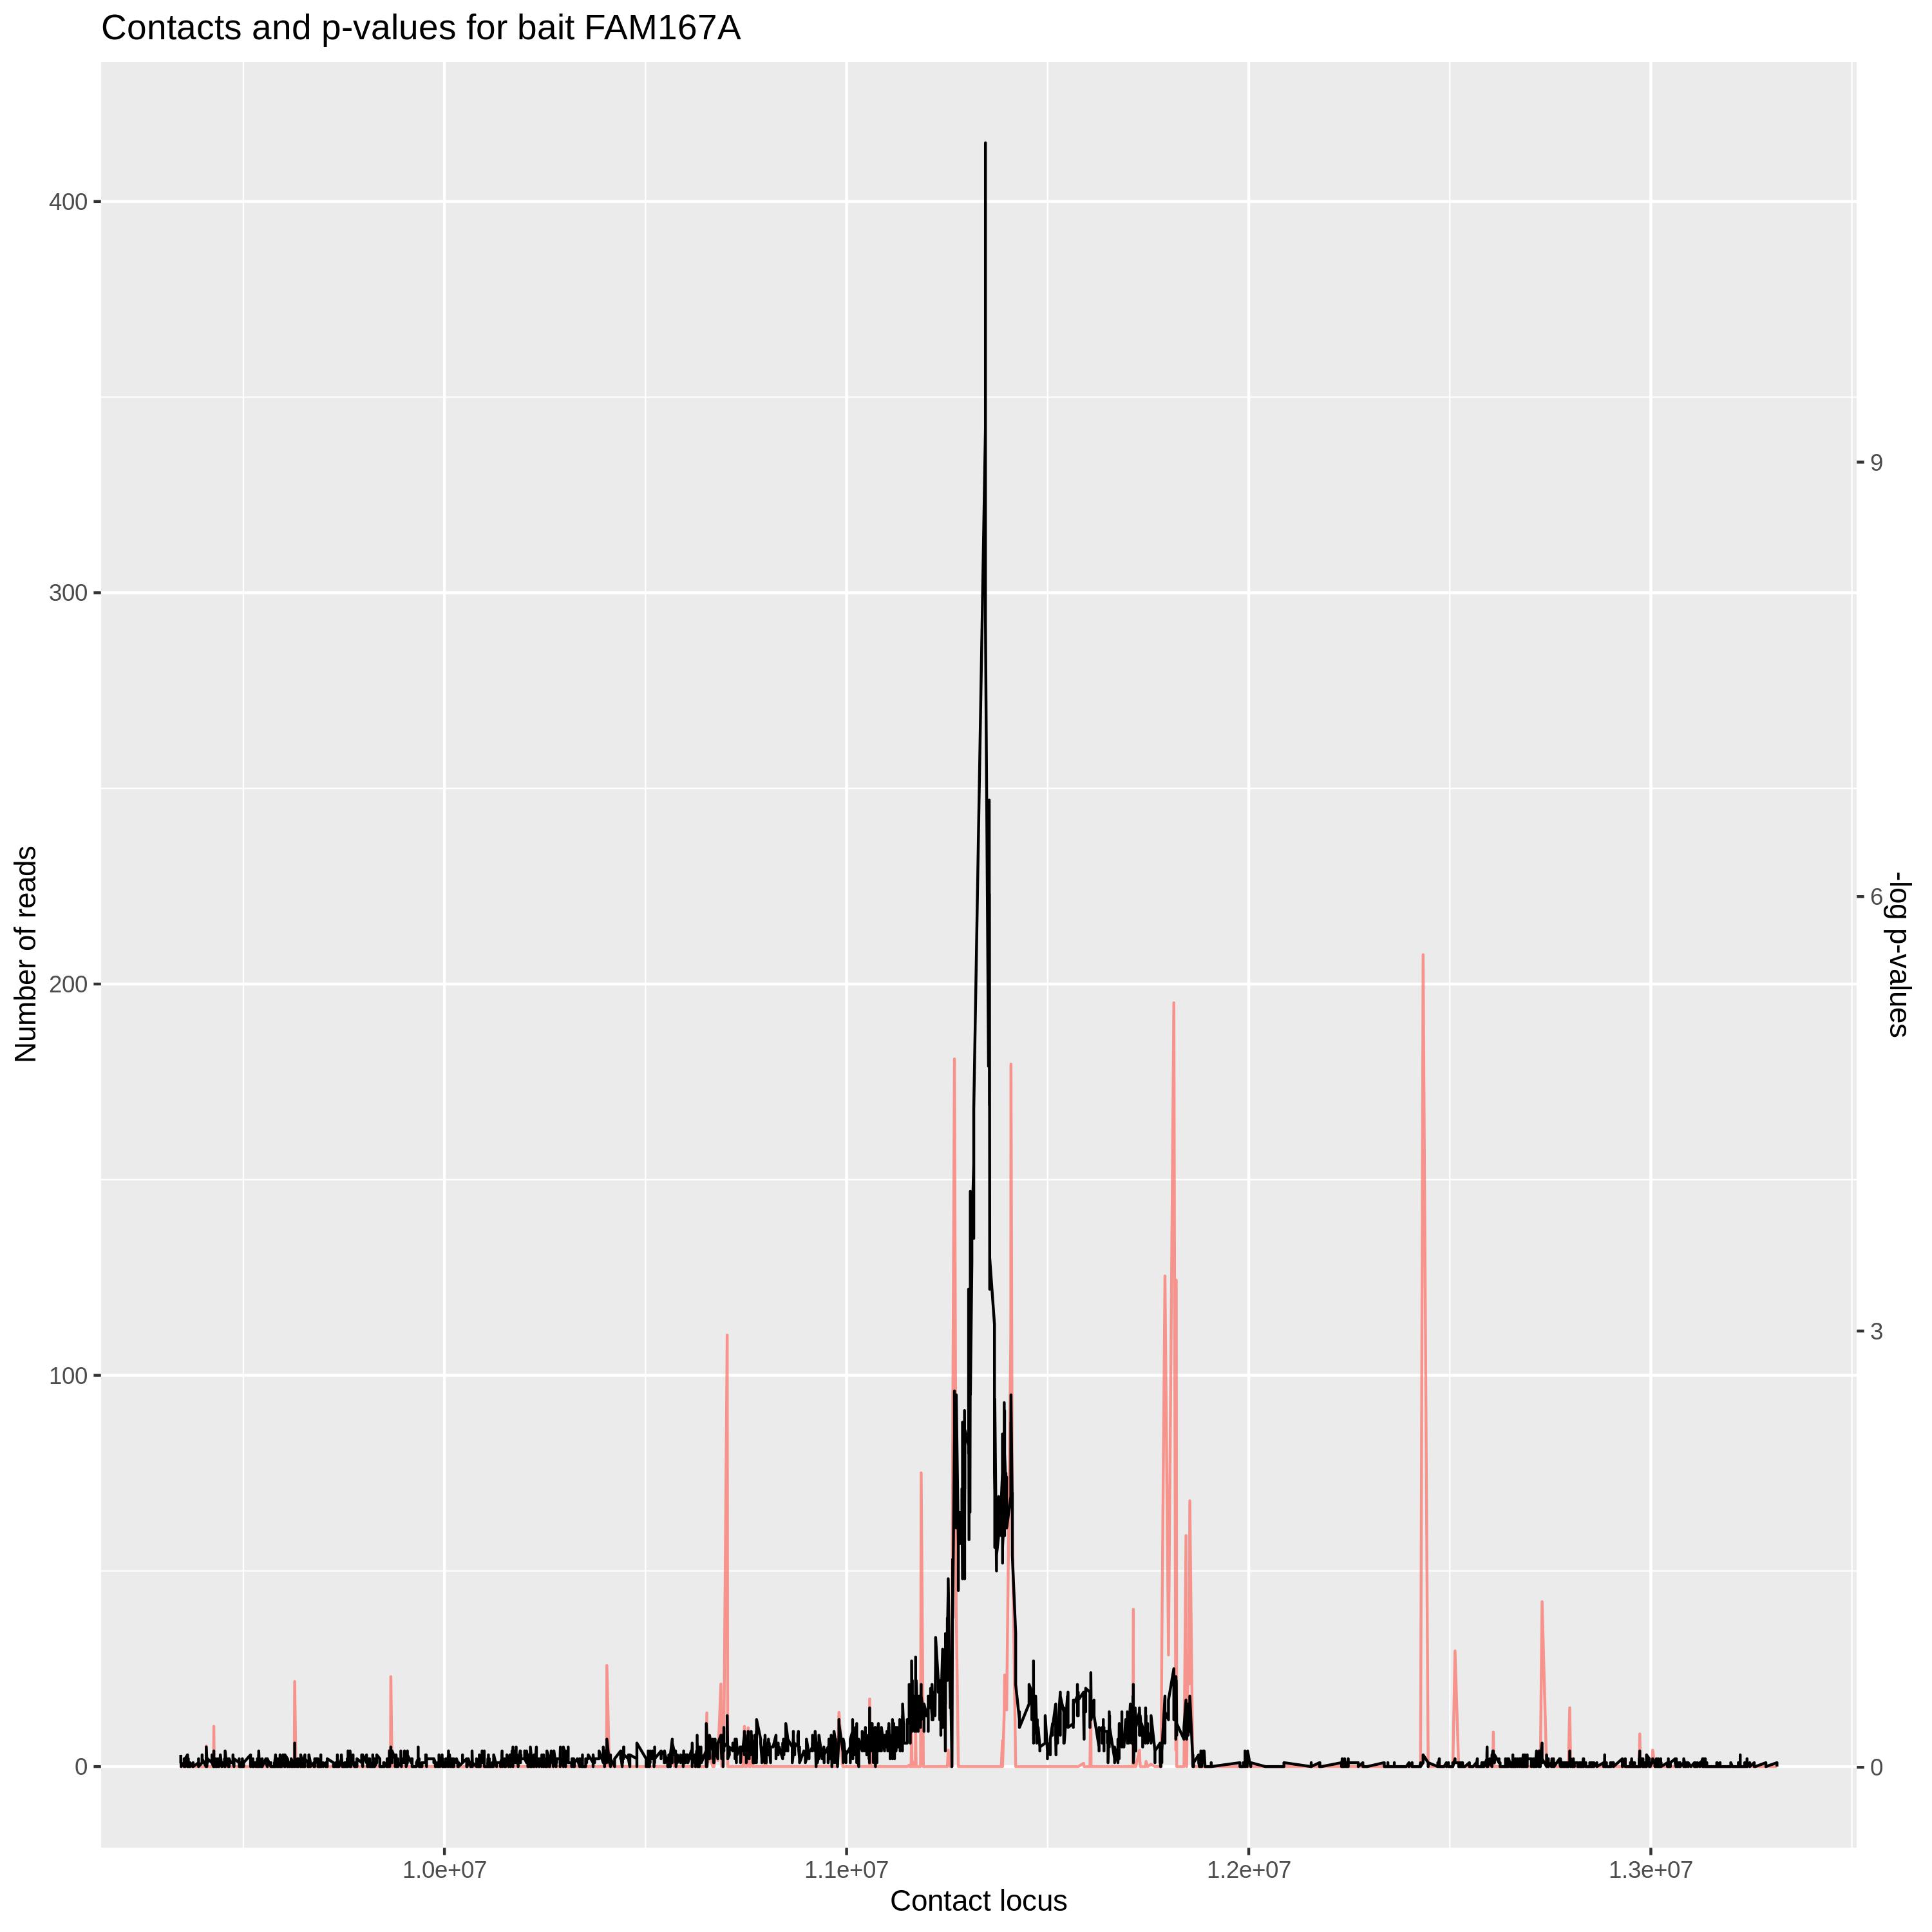 Contacts and p-values for bait FAM167A
400
300
200
100
0
Number of reads
9
6
3
0
-log p-values
1.0e+07 1.1e+07 1.2e+07 1.3e+07
Contact locus